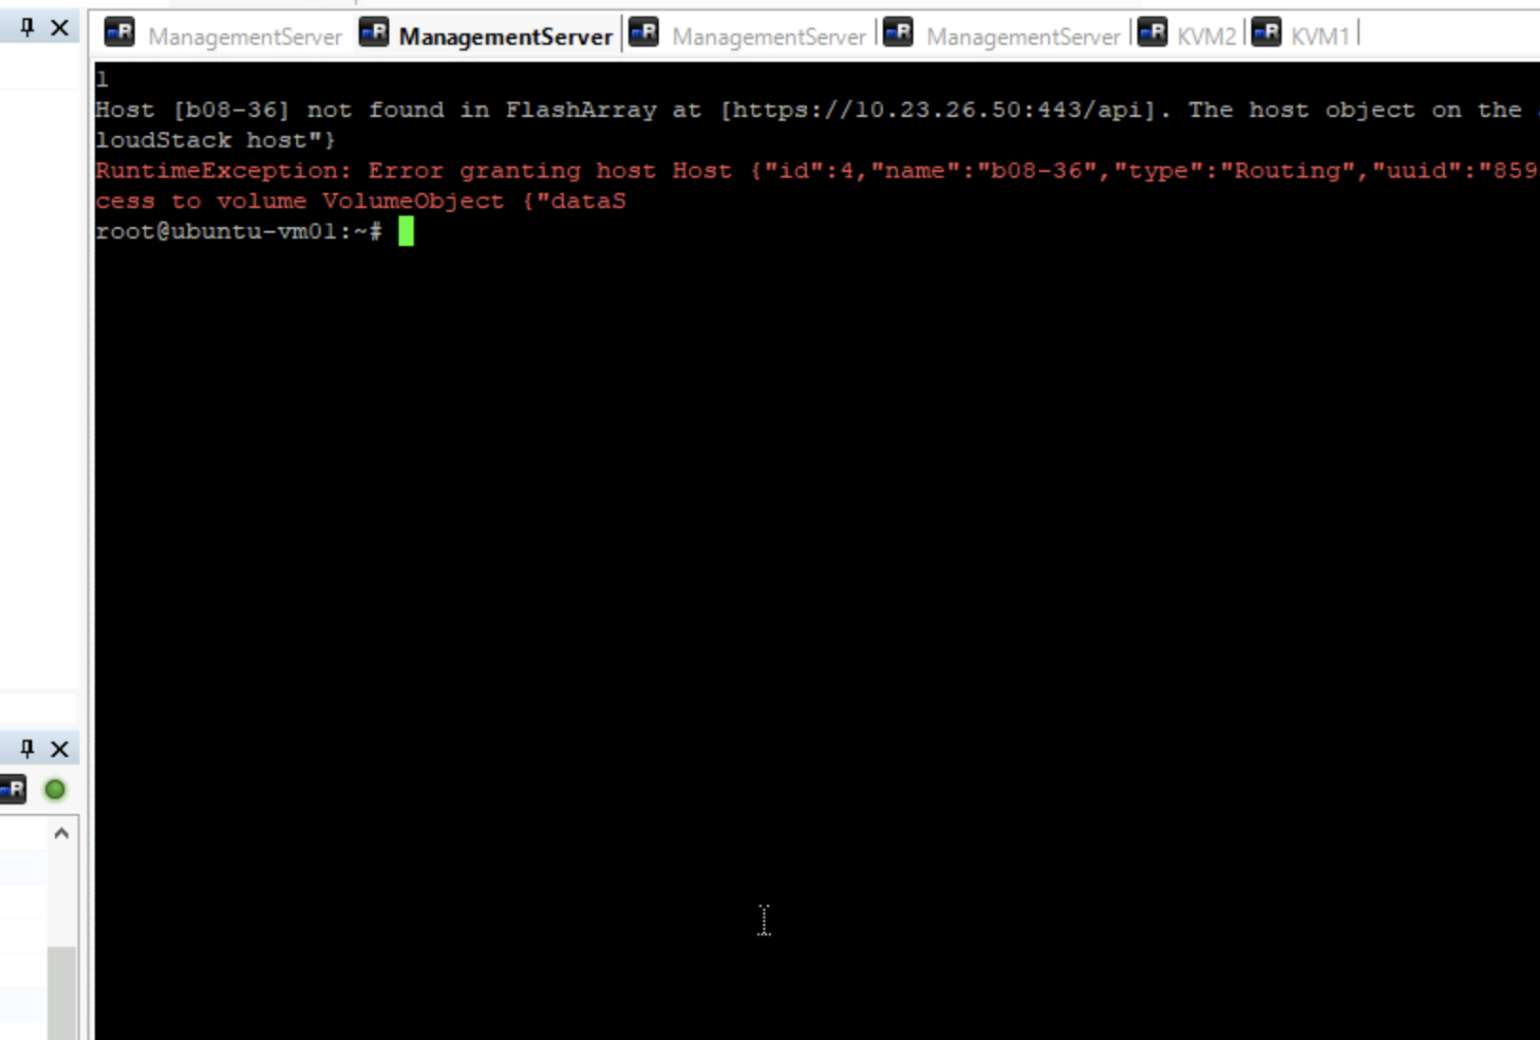 ManagementServer ManagementServer ManagementServer ManagementServer KVM2 KVM1
l
Host [b08-36] not found in FlashArray at [https://10.23.26.50:443/api]. The host object on the
loudStack host"}
RuntimeException: Error granting host Host {"id":4,"name":"b08-36","type":"Routing","uuid":"859
cess to volume VolumeObject {"dataS
root@ubuntu-vm01:~#